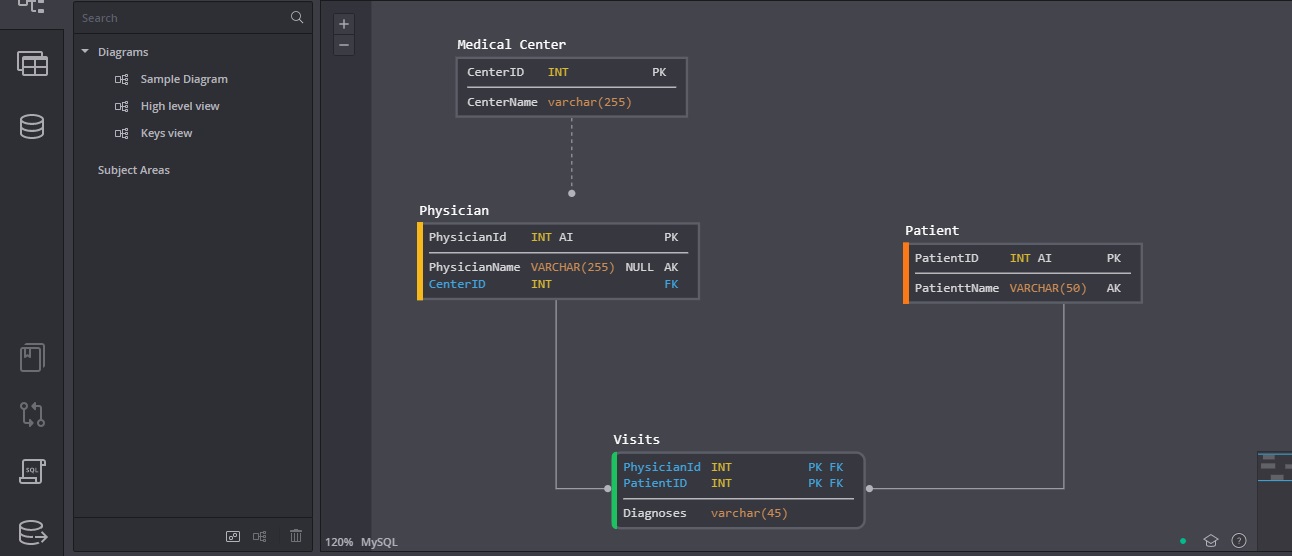 Search
Diagrams
Sample Diagram
High level view
Keys view
Subject Areas
+
−
Medical Center
CenterID INT PK
CenterName varchar(255)
Physician
PhysicianId INT AI PK
PhysicianName VARCHAR(255) NULL AK
CenterID INT FK
Patient
PatientID INT AI PK
PatienttName VARCHAR(50) AK
Visits
PhysicianId INT PK FK
PatientID INT PK FK
Diagnoses varchar(45)
SQL
120% MySQL
?